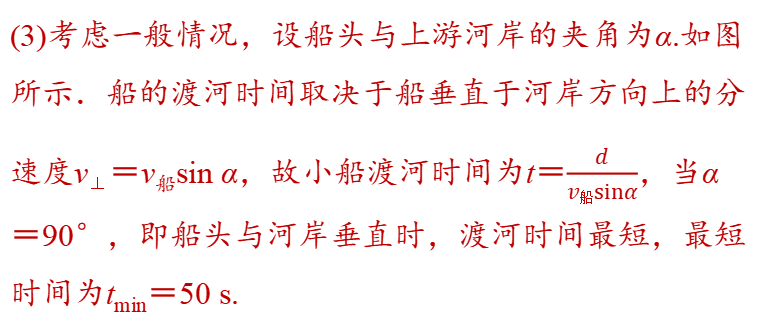 (3)考虑一般情况，设船头与上游河岸的夹角为α.如图
所示．船的渡河时间取决于船垂直于河岸方向上的分
速度v⊥＝v船sin α，故小船渡河时间为t＝d/(v船sinα)，当α
＝90°，即船头与河岸垂直时，渡河时间最短，最短
时间为tmin＝50 s.